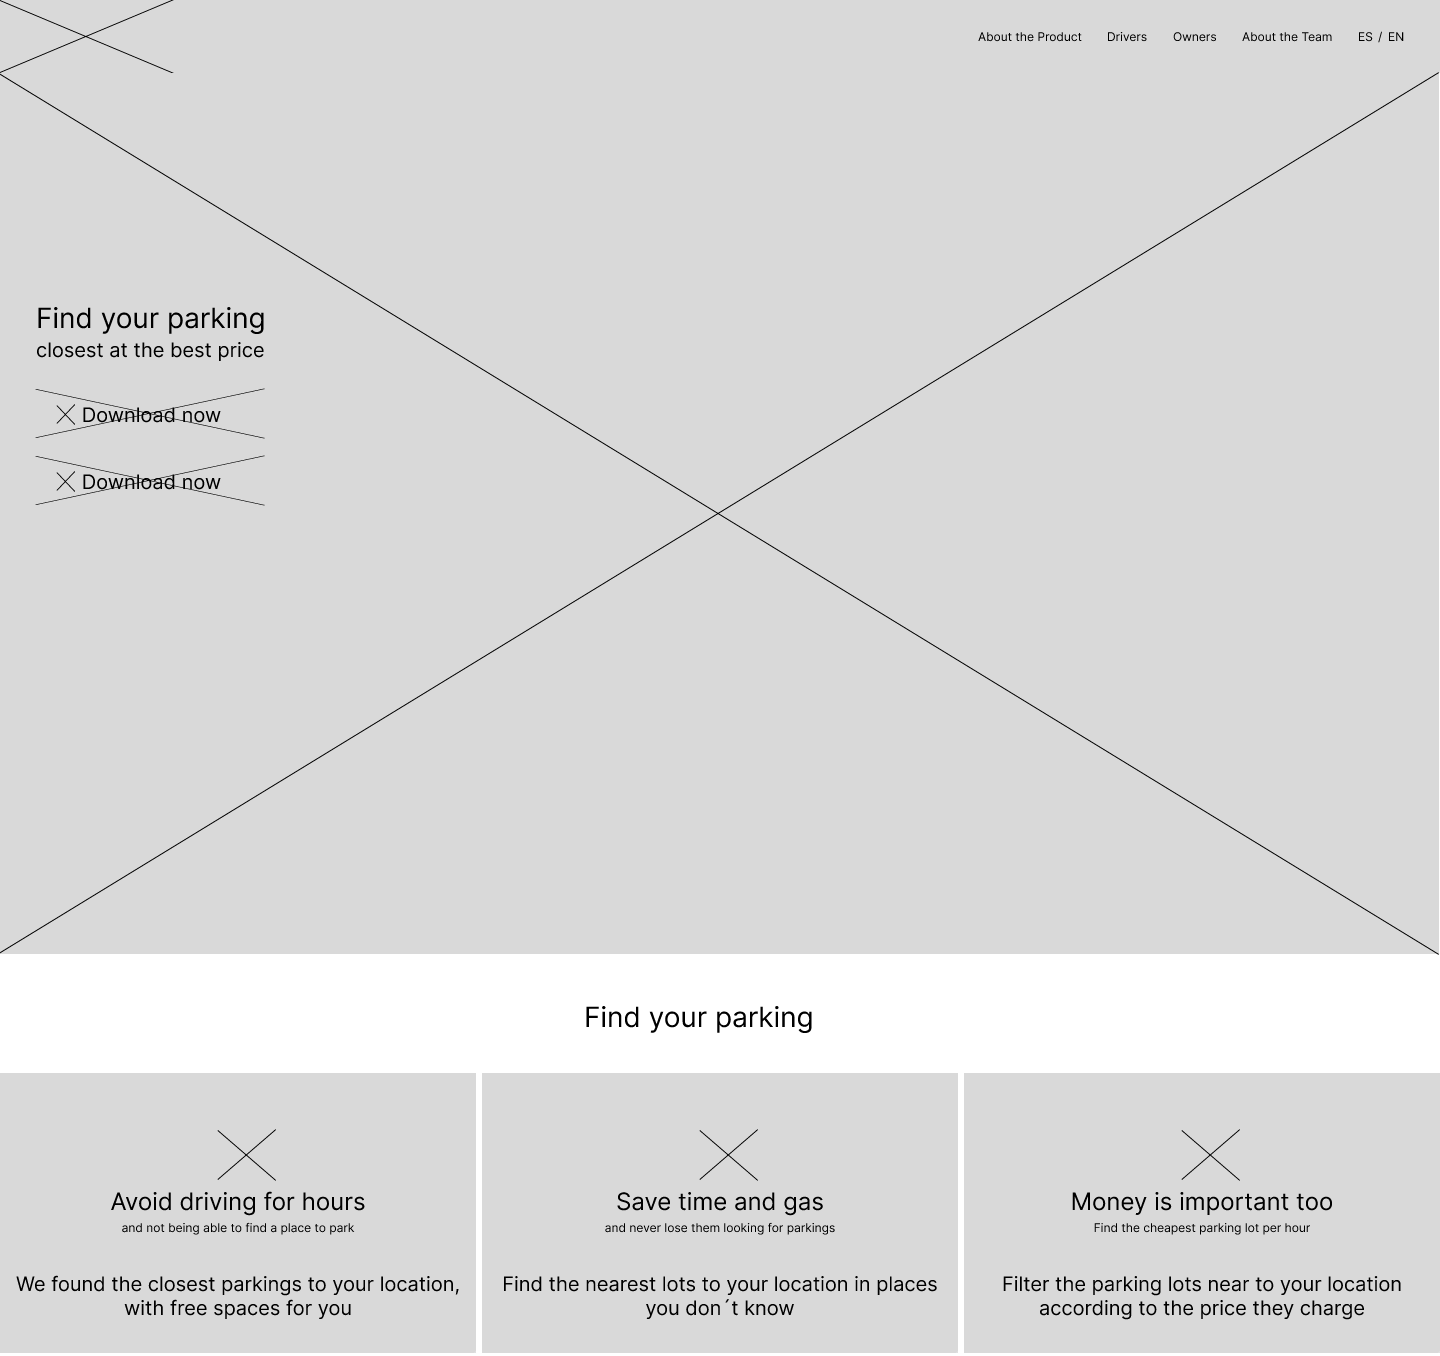 About the Product Drivers Owners About the Team ES / EN
Find your parking
closest at the best price
Download now
Download now
Find your parking
Avoid driving for hours
and not being able to find a place to park
We found the closest parkings to your location,
with free spaces for you
Save time and gas
and never lose them looking for parkings
Find the nearest lots to your location in places
you don´t know
Money is important too
Find the cheapest parking lot per hour
Filter the parking lots near to your location
according to the price they charge